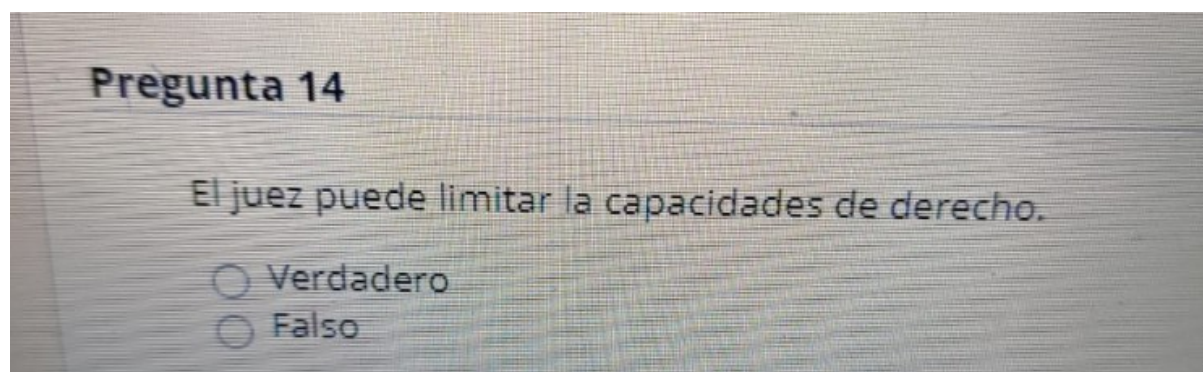 Pregunta 14
El juez puede limitar la capacidades de derecho.
Verdadero
Falso